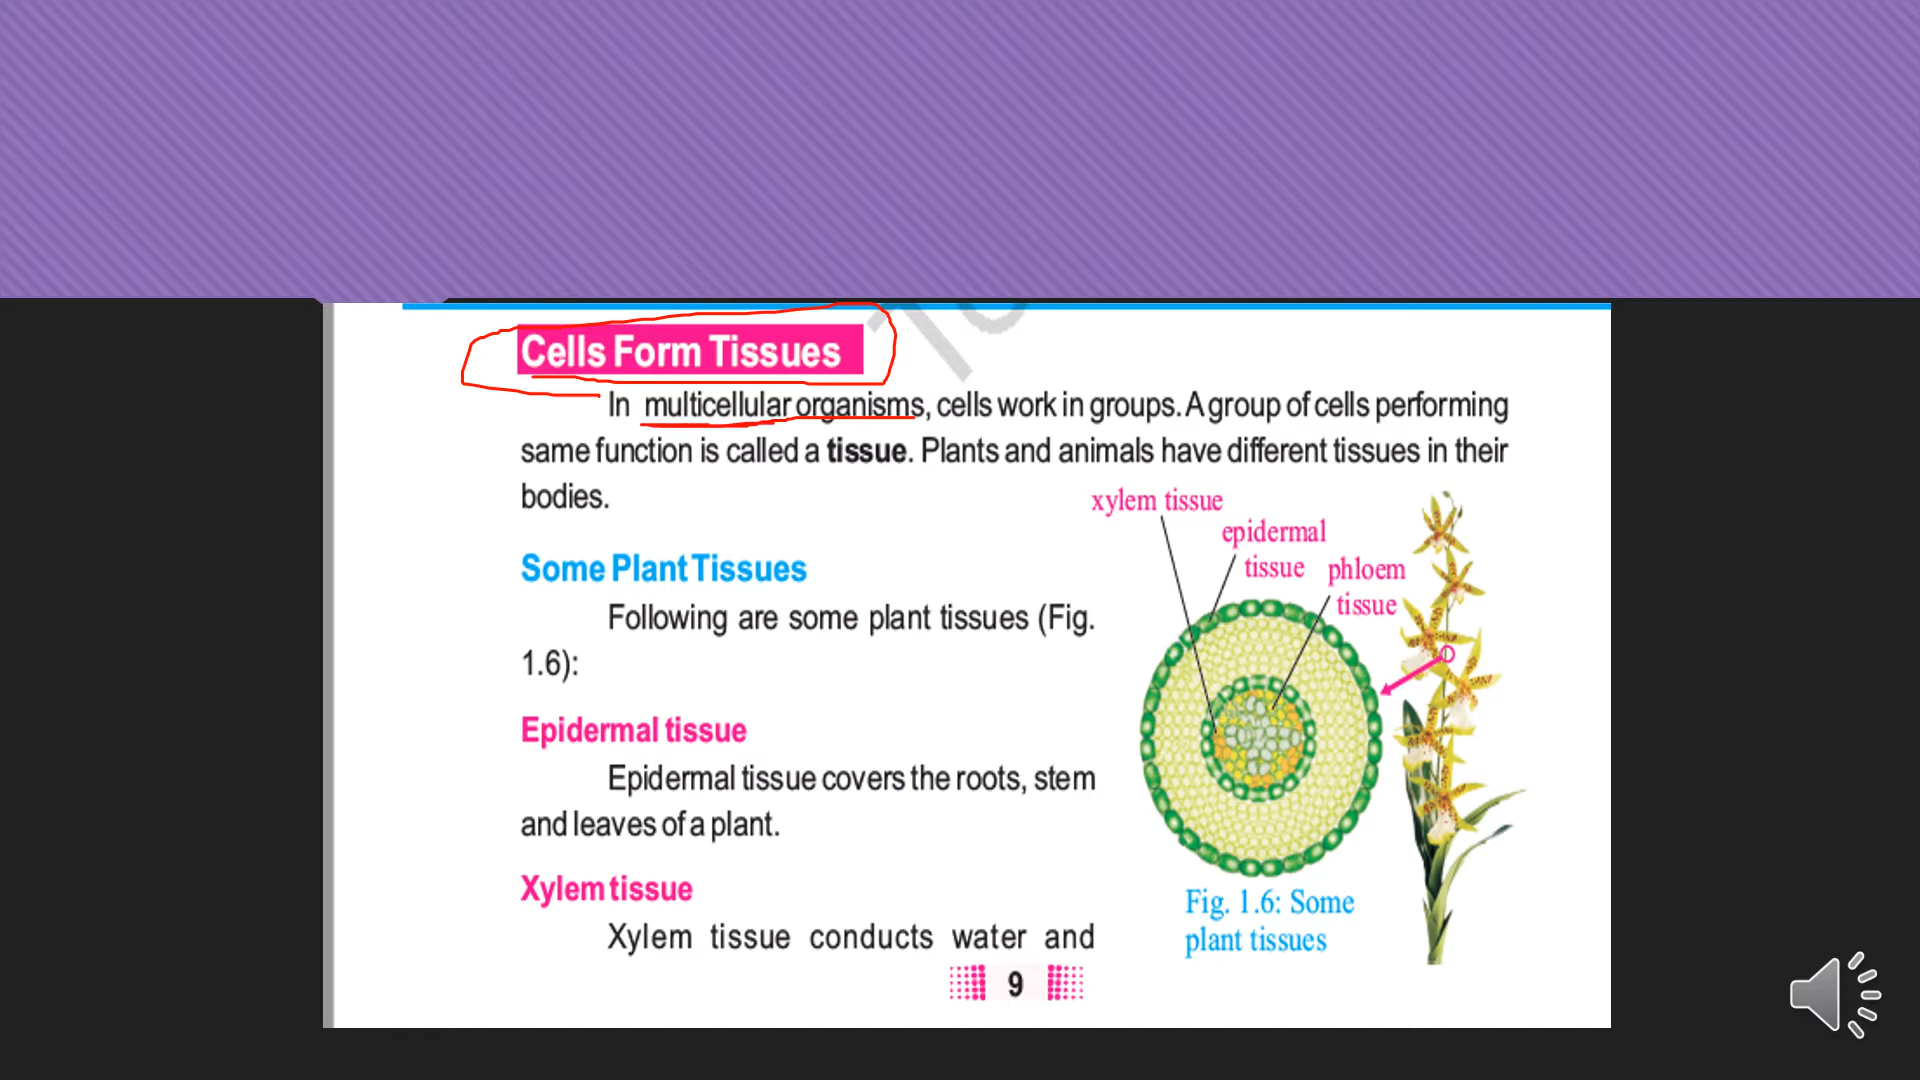 Cells Form Tissues
In multicellular organisms, cells work in groups. A group of cells performing
same function is called a tissue. Plants and animals have different tissues in their
bodies.
xylem tissue
epidermal
tissue
phloem
tissue
Some Plant Tissues
Following are some plant tissues (Fig.
1.6):
Epidermal tissue
Epidermal tissue covers the roots, stem
and leaves of a plant.
Xylem tissue
Xylem tissue conducts water and
Fig. 1.6: Some
plant tissues
9